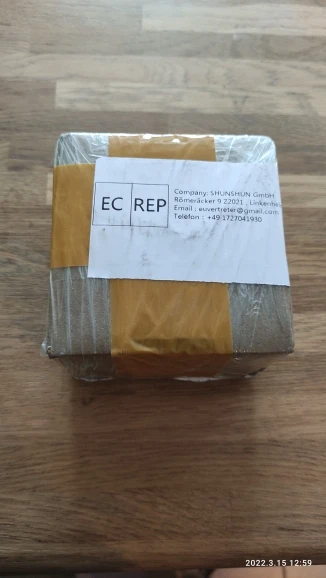 EC REP
Company: SHUNSHUN GmbH
Römeräcker 9 Z2021 ,
Email : euvertreter@gmail.com
Telefon : +49 1727041930
2022.3.15 12:59